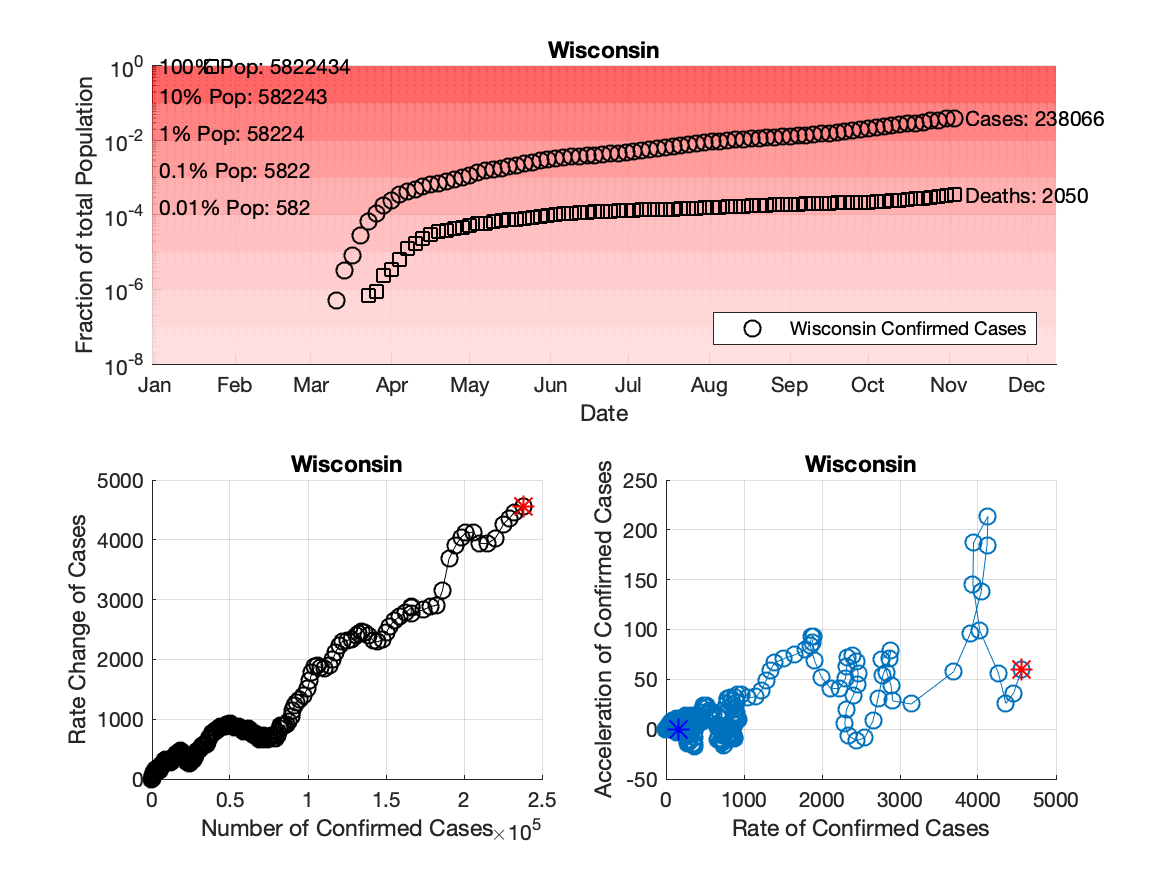 Wisconsin
Fraction of total Population
10^0
10^-2
10^-4
10^-6
10^-8
100% Pop: 5822434
10% Pop: 582243
1% Pop: 58224
0.1% Pop: 5822
0.01% Pop: 582
Cases: 238066
Deaths: 2050
Wisconsin Confirmed Cases
Jan Feb Mar Apr May Jun Jul Aug Sep Oct Nov Dec
Date
Wisconsin
Rate Change of Cases
5000
4000
3000
2000
1000
0
0 0.5 1 1.5 2 2.5
Number of Confirmed Cases ×10^5
Wisconsin
Acceleration of Confirmed Cases
250
200
150
100
50
0
-50
0 1000 2000 3000 4000 5000
Rate of Confirmed Cases